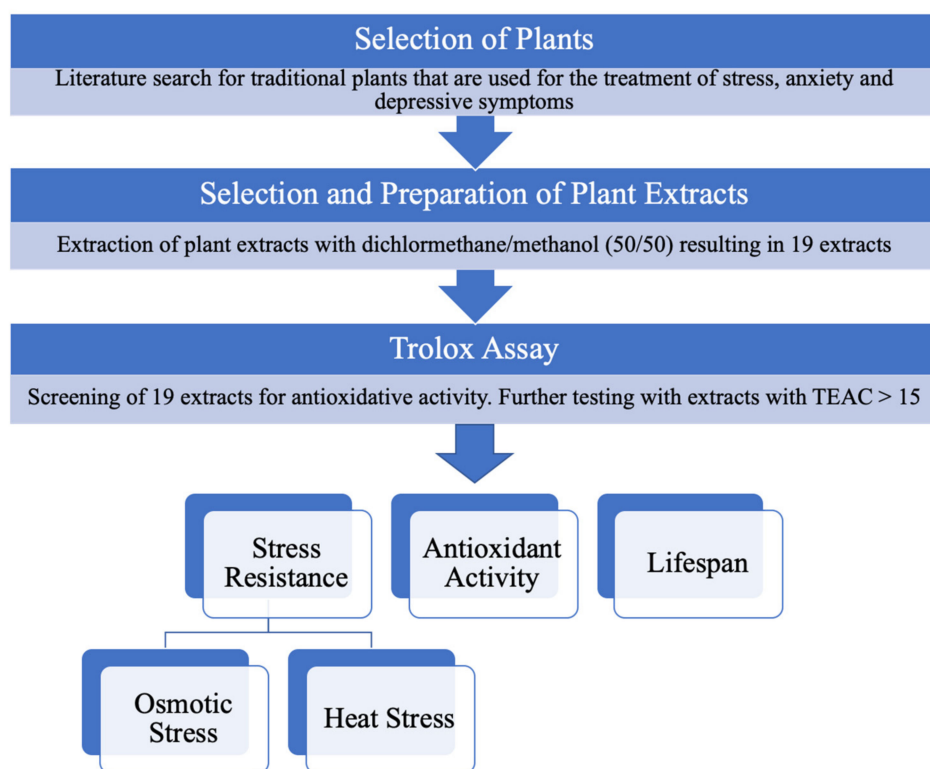 Selection of Plants
Literature search for traditional plants that are used for the treatment of stress, anxiety and
depressive symptoms
Selection and Preparation of Plant Extracts
Extraction of plant extracts with dichlormethane/methanol (50/50) resulting in 19 extracts
Trolox Assay
Screening of 19 extracts for antioxidative activity. Further testing with extracts with TEAC > 15
Stress
Resistance
Antioxidant
Activity
Lifespan
Osmotic
Stress
Heat Stress